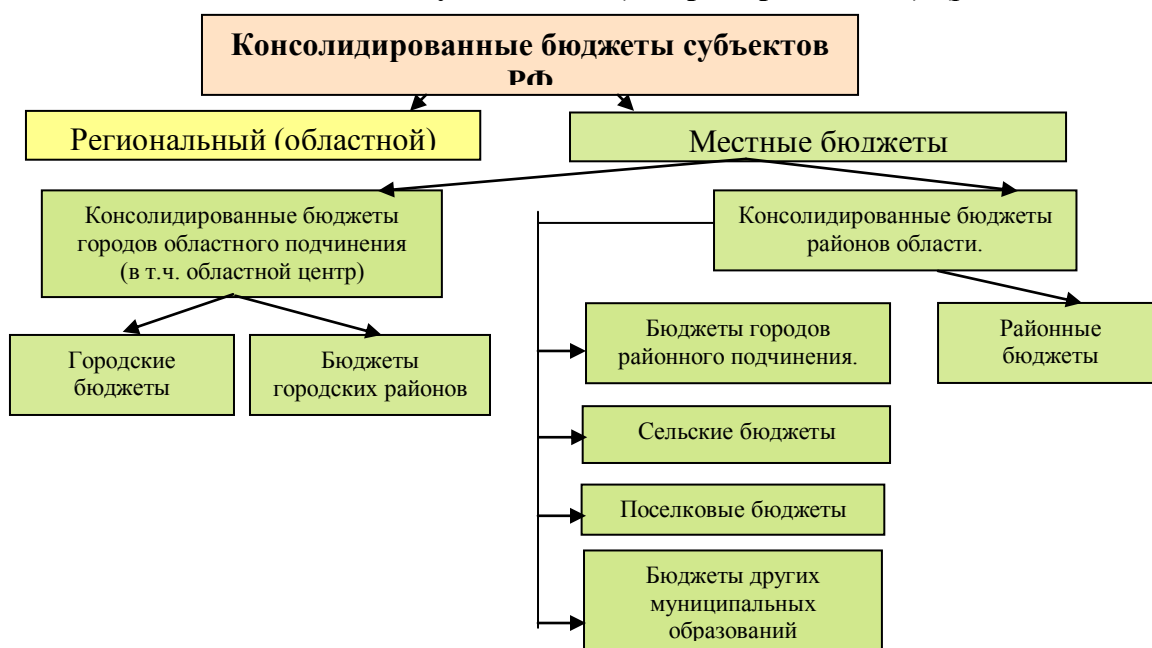 Консолидированные бюджеты субъектов
РФ
Региональный (областной)
Местные бюджеты
Консолидированные бюджеты
городов областного подчинения
(в т.ч. областной центр)
Консолидированные бюджеты
районов области.
Городские
бюджеты
Бюджеты
городских районов
Бюджеты городов
районного подчинения.
Районные
бюджеты
Сельские бюджеты
Поселковые бюджеты
Бюджеты других
муниципальных
образований